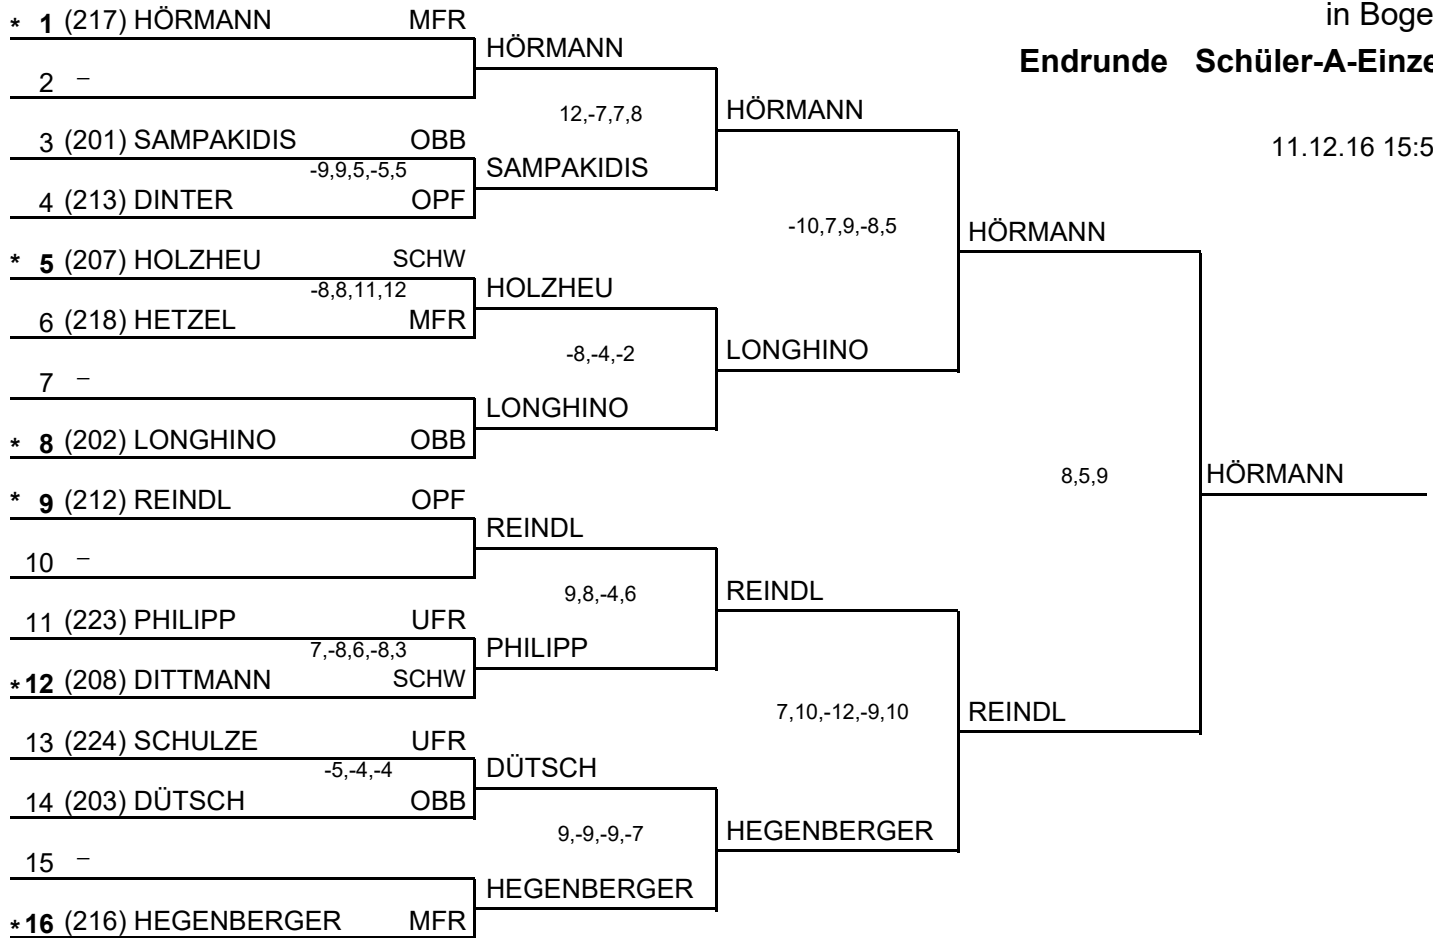 in Boge
Endrunde Schüler-A-Einze
11.12.16 15:5
* 1 (217) HÖRMANN MFR
HÖRMANN
2 –
12,-7,7,8
HÖRMANN
3 (201) SAMPAKIDIS OBB
-9,9,5,-5,5
SAMPAKIDIS
4 (213) DINTER OPF
-10,7,9,-8,5
HÖRMANN
* 5 (207) HOLZHEU SCHW
-8,8,11,12
HOLZHEU
6 (218) HETZEL MFR
-8,-4,-2
LONGHINO
7 –
LONGHINO
* 8 (202) LONGHINO OBB
8,5,9
HÖRMANN
* 9 (212) REINDL OPF
REINDL
10 –
9,8,-4,6
REINDL
11 (223) PHILIPP UFR
7,-8,6,-8,3
PHILIPP
* 12 (208) DITTMANN SCHW
7,10,-12,-9,10
REINDL
13 (224) SCHULZE UFR
-5,-4,-4
DÜTSCH
14 (203) DÜTSCH OBB
9,-9,-9,-7
HEGENBERGER
15 –
HEGENBERGER
* 16 (216) HEGENBERGER MFR